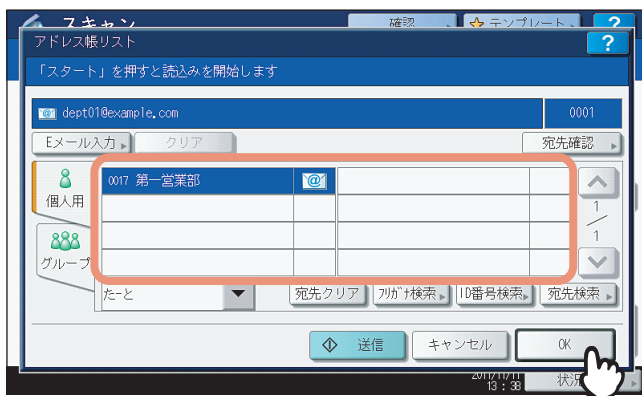 スキャン 確認 テンプレート ?
アドレス帳リスト ?
「スタート」を押すと読込みを開始します
dept01@example.com 0001
Eメール入力 クリア 宛先確認
0017 第一営業部
個人用
1
1
グループ
たーと 宛先クリア フリガナ検索 ID番号検索 宛先検索
送信 キャンセル OK
2011/11/11 状況
13:38